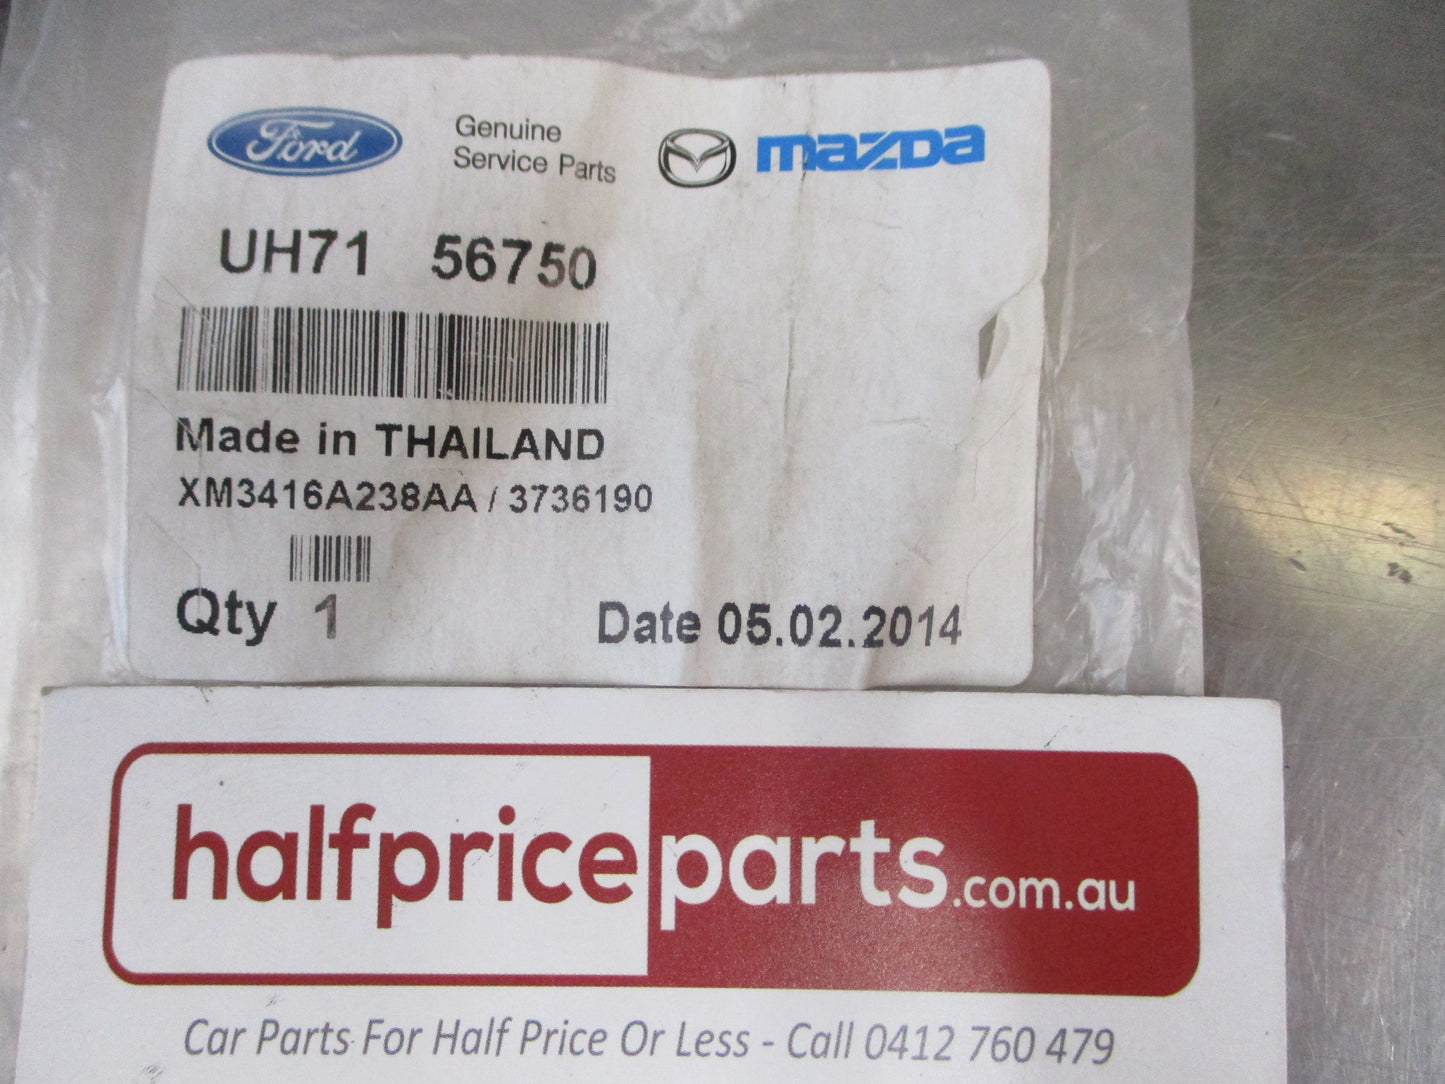 Ford
Genuine
Service Parts
mazda
UH71 56750
Made in THAILAND
XM3416A238AA / 3736190
Qty 1
Date 05.02.2014
halfpriceparts.com.au
Car Parts For Half Price Or Less - Call 0412 760 479